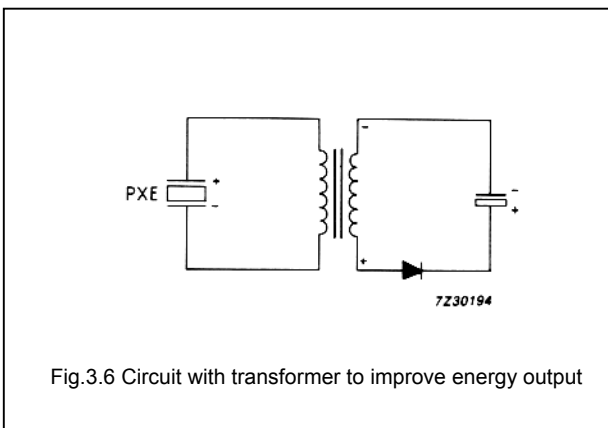 −
+
PXE
−
−
+
+
7Z30194
Fig.3.6 Circuit with transformer to improve energy output